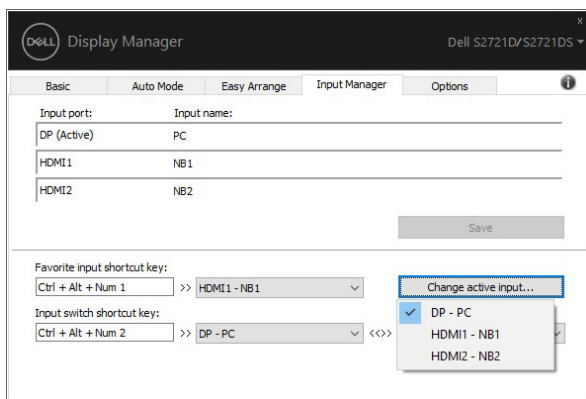 DELL Display Manager
Dell S2721D/S2721DS
Basic Auto Mode Easy Arrange Input Manager Options
Input port: Input name:
DP (Active) PC
HDMI1 NB1
HDMI2 NB2
Save
Favorite input shortcut key:
Ctrl + Alt + Num 1 >> HDMI1 - NB1 Change active input...
Input switch shortcut key:
Ctrl + Alt + Num 2 >> DP - PC <<>>
DP - PC
HDMI1 - NB1
HDMI2 - NB2